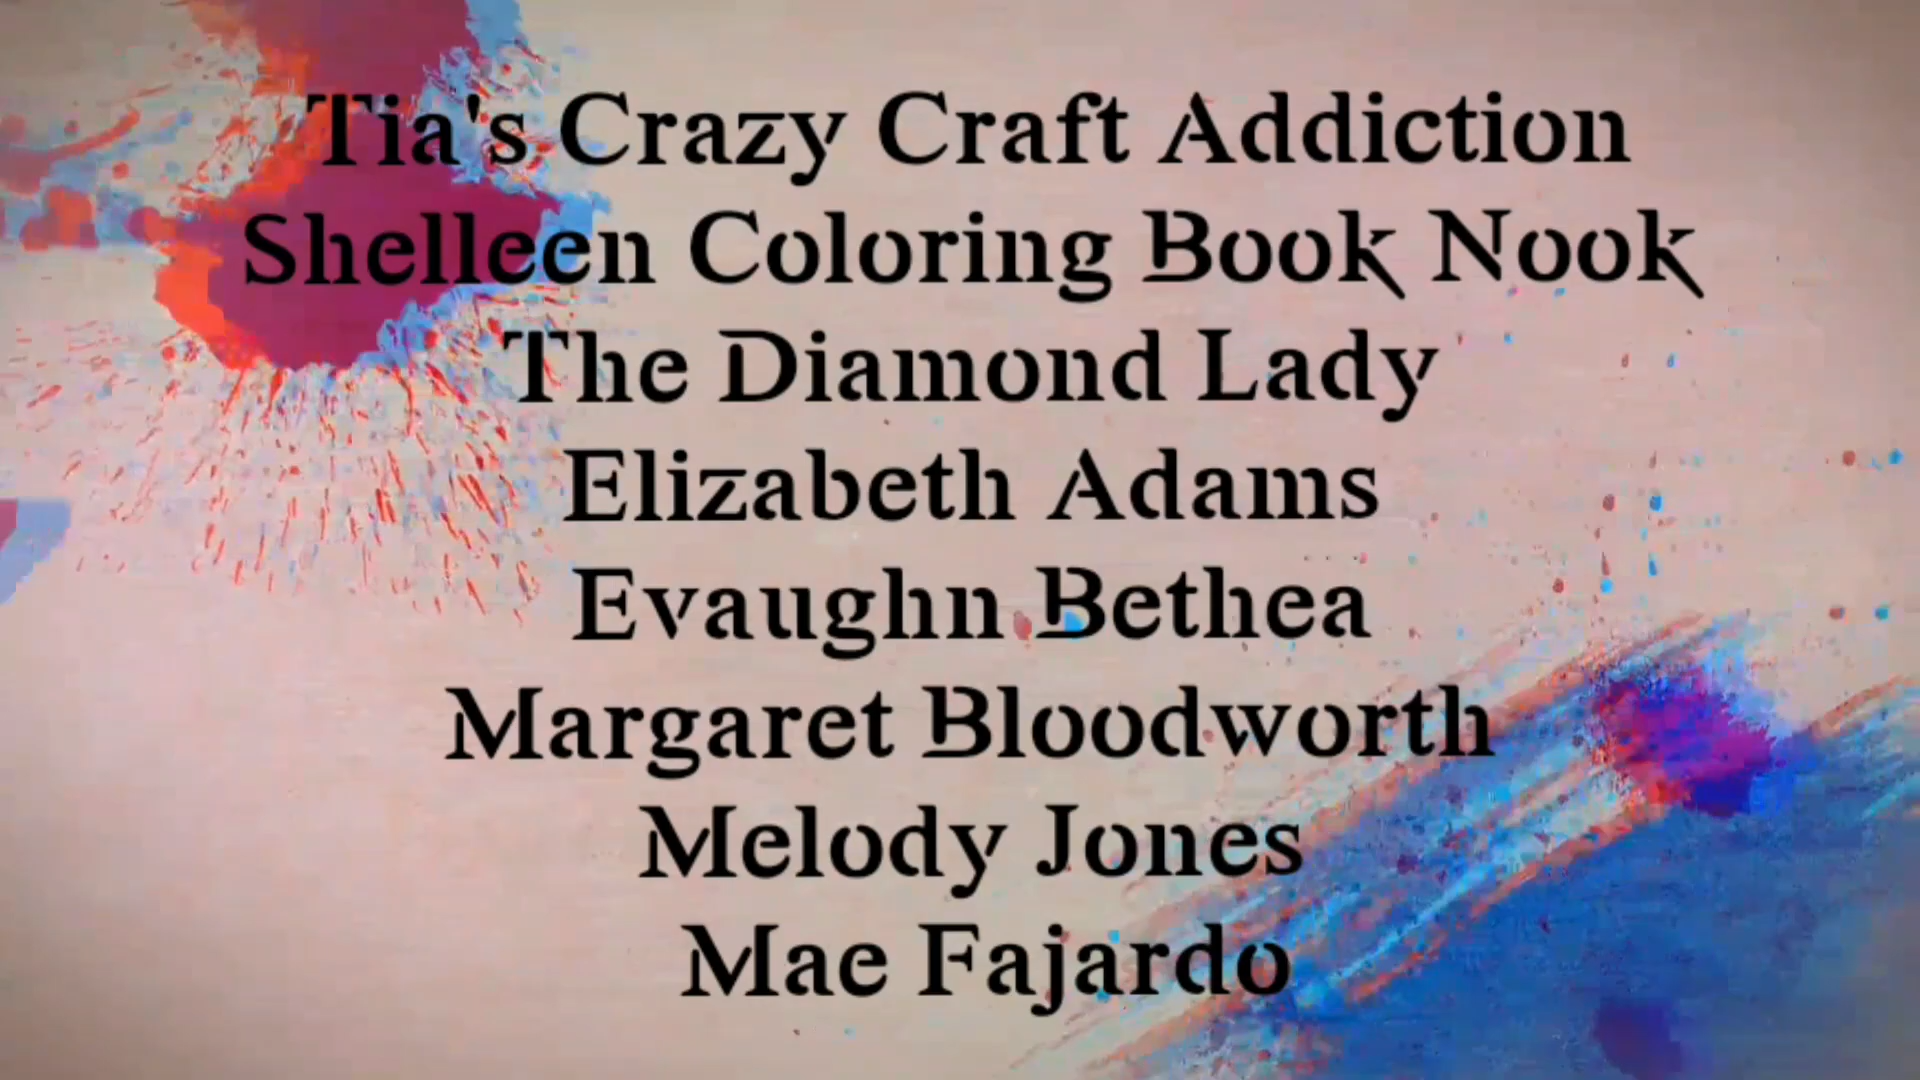 Tia's Crazy Craft Addiction
Shelleen Coloring Book Nook
The Diamond Lady
Elizabeth Adams
Evaughn Bethea
Margaret Bloodworth
Melody Jones
Mae Fajardo